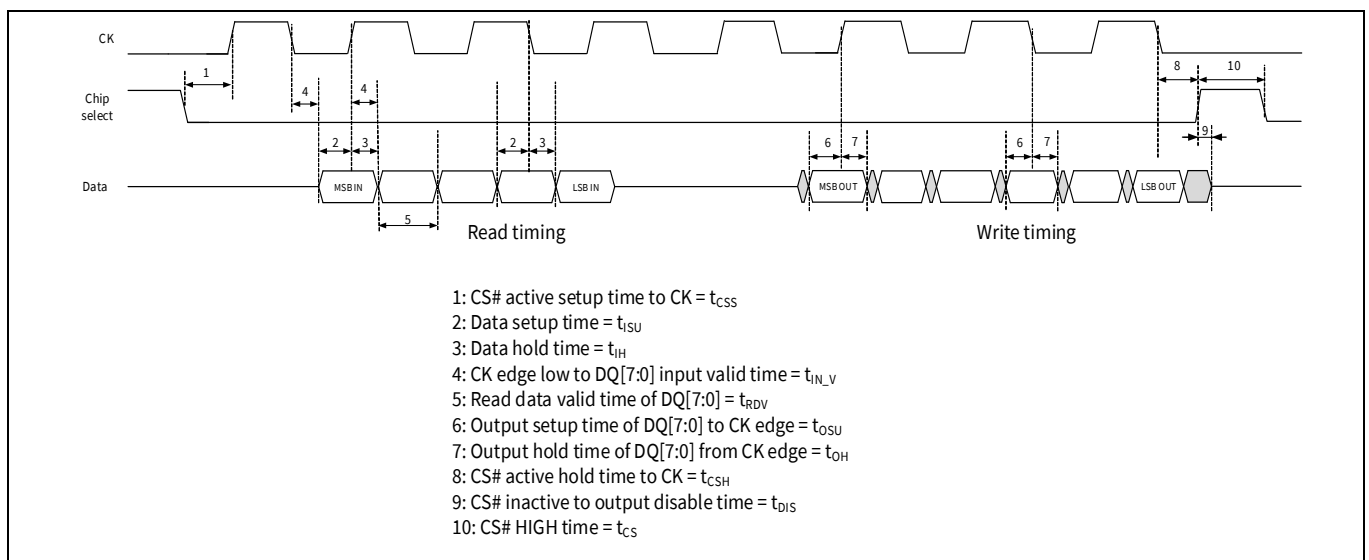 CK
1
8
10
Chip
select
4
4
9
2
3
2
3
6
7
6
7
Data
MSB IN
LSB IN
MSB OUT
LSB OUT
5
Read timing
Write timing
1: CS# active setup time to CK = tCSS
2: Data setup time = tISU
3: Data hold time = tIH
4: CK edge low to DQ[7:0] input valid time = tIN_V
5: Read data valid time of DQ[7:0] = tRDV
6: Output setup time of DQ[7:0] to CK edge = tOSU
7: Output hold time of DQ[7:0] from CK edge = tOH
8: CS# active hold time to CK = tCSH
9: CS# inactive to output disable time = tDIS
10: CS# HIGH time = tCS